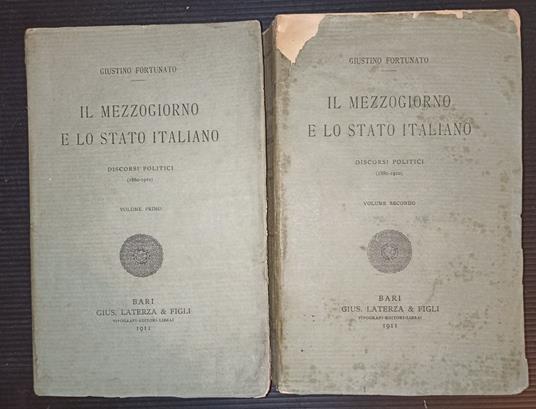 GIUSTINO FORTUNATO
IL MEZZOGIORNO
E LO STATO ITALIANO
DISCORSI POLITICI
(1880-1910)
VOLUME PRIMO
BARI
GIUS. LATERZA & FIGLI
TIPOGRAFI-EDITORI-LIBRAI
1911
GIUSTINO FORTUNATO
IL MEZZOGIORNO
E LO STATO ITALIANO
DISCORSI POLITICI
(1880-1910)
VOLUME SECONDO
BARI
GIUS. LATERZA & FIGLI
TIPOGRAFI-EDITORI-LIBRAI
1911